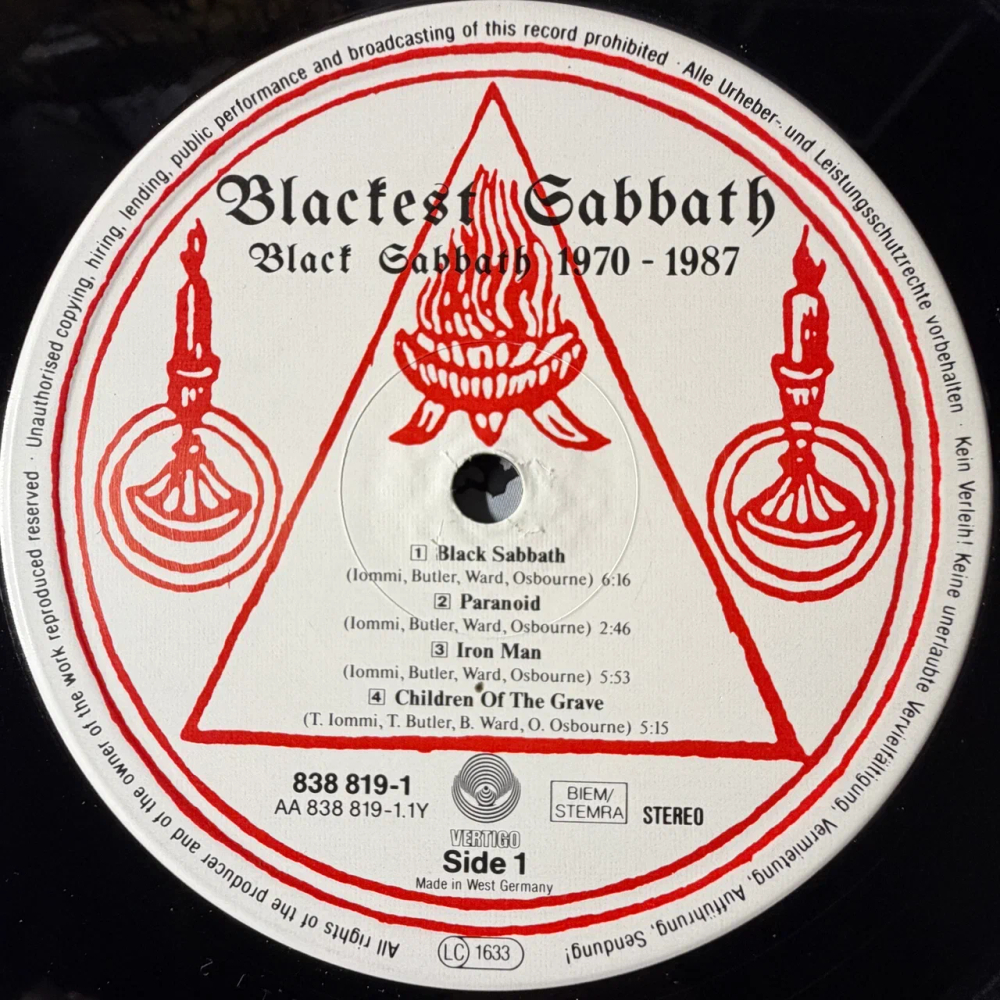 Blackest Sabbath
Black Sabbath 1970 - 1987
1 Black Sabbath
(Iommi, Butler, Ward, Osbourne) 6:16
2 Paranoid
(Iommi, Butler, Ward, Osbourne) 2:46
3 Iron Man
(Iommi, Butler, Ward, Osbourne) 5:53
4 Children Of The Grave
(T. Iommi, T. Butler, B. Ward, O. Osbourne) 5:15
838 819-1
AA 838 819-1.1Y
VERTIGO
BIEM/
STEMRA
STEREO
Side 1
Made in West Germany
LC 1633
All rights of the producer and of the owner of the work reproduced reserved · Unauthorised copying, hiring, lending, public performance and broadcasting of this record prohibited · Alle Urheber- und Leistungsschutzrechte vorbehalten · Kein Verleih! Keine unerlaubte Vervielfältigung, Vermietung, Aufführung, Sendung!